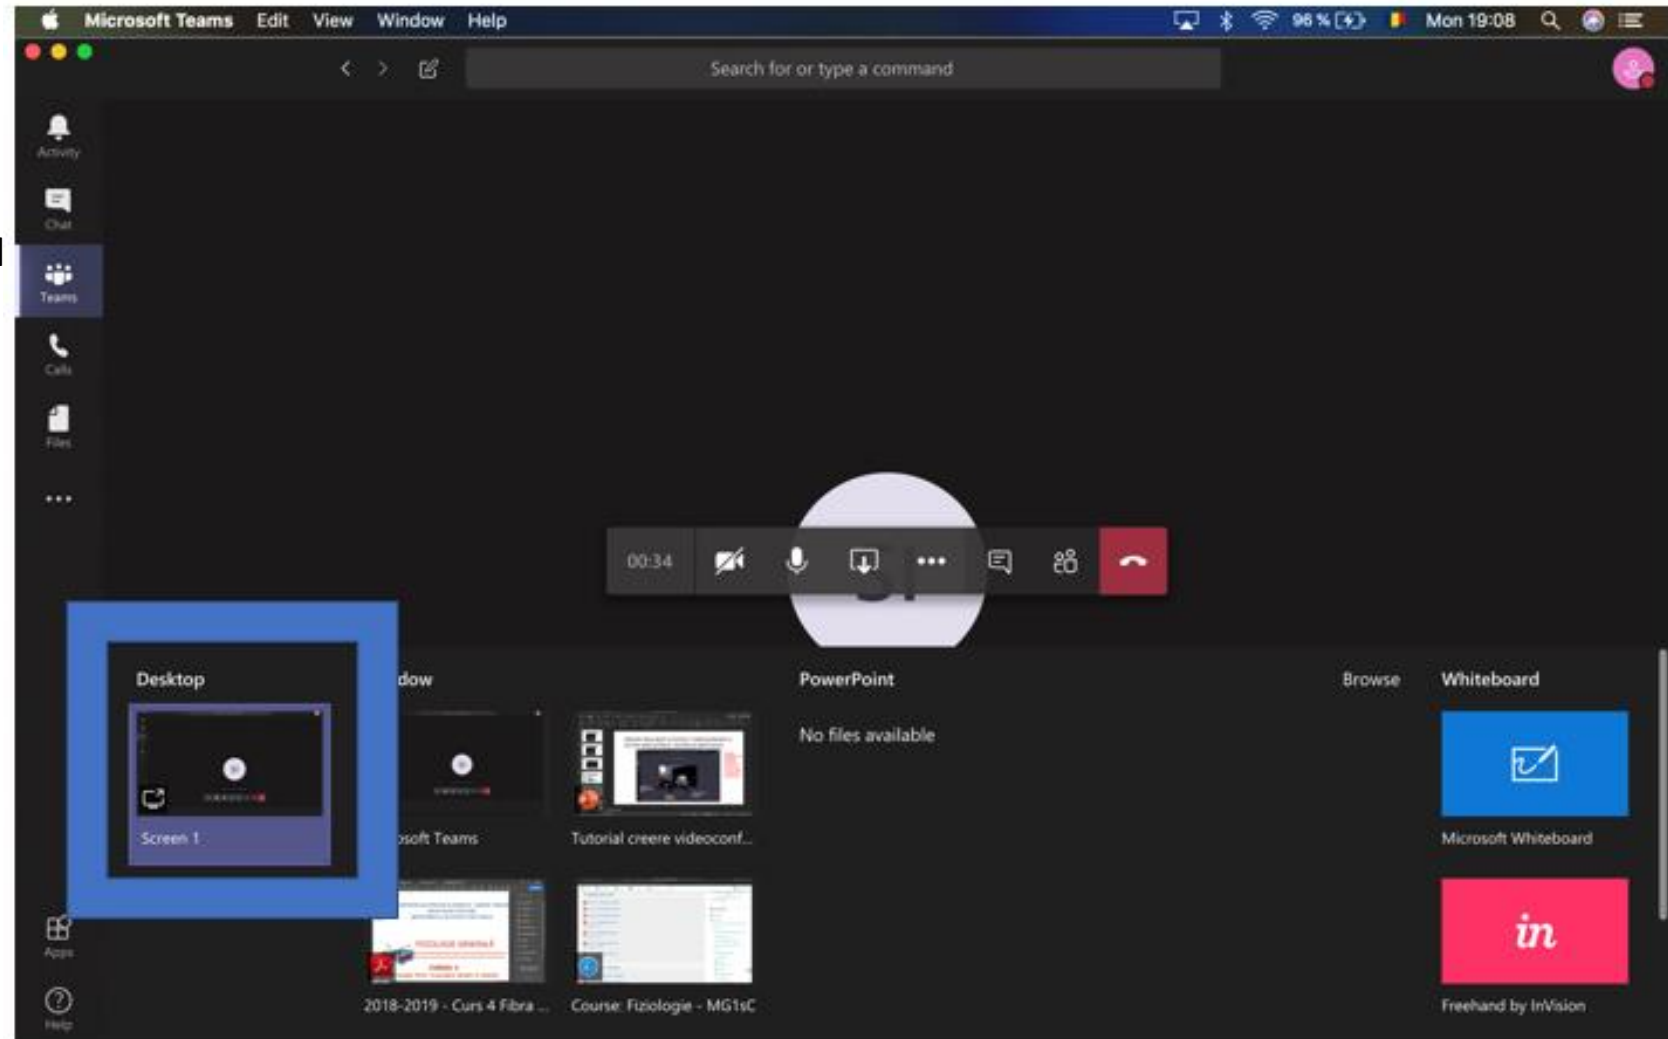 Microsoft Teams Edit View Window Help 96 % Mon 19:08
Search for or type a command
Activity
Chat
Teams
Calls
Files
00:34
Desktop
dow
PowerPoint
Browse
Whiteboard
No files available
Screen 1
osoft Teams
Tutorial creere videoconf...
Microsoft Whiteboard
in
Apps
2018-2019 - Curs 4 Fibra ...
Course: Fiziologie - MG1sC
Freehand by InVision
Help